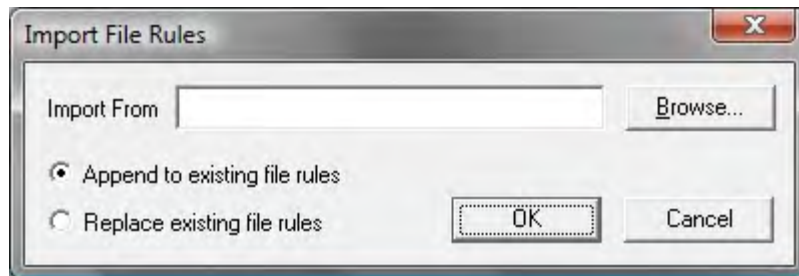 Import File Rules
Import From
Browse...
Append to existing file rules
Replace existing file rules
OK
Cancel